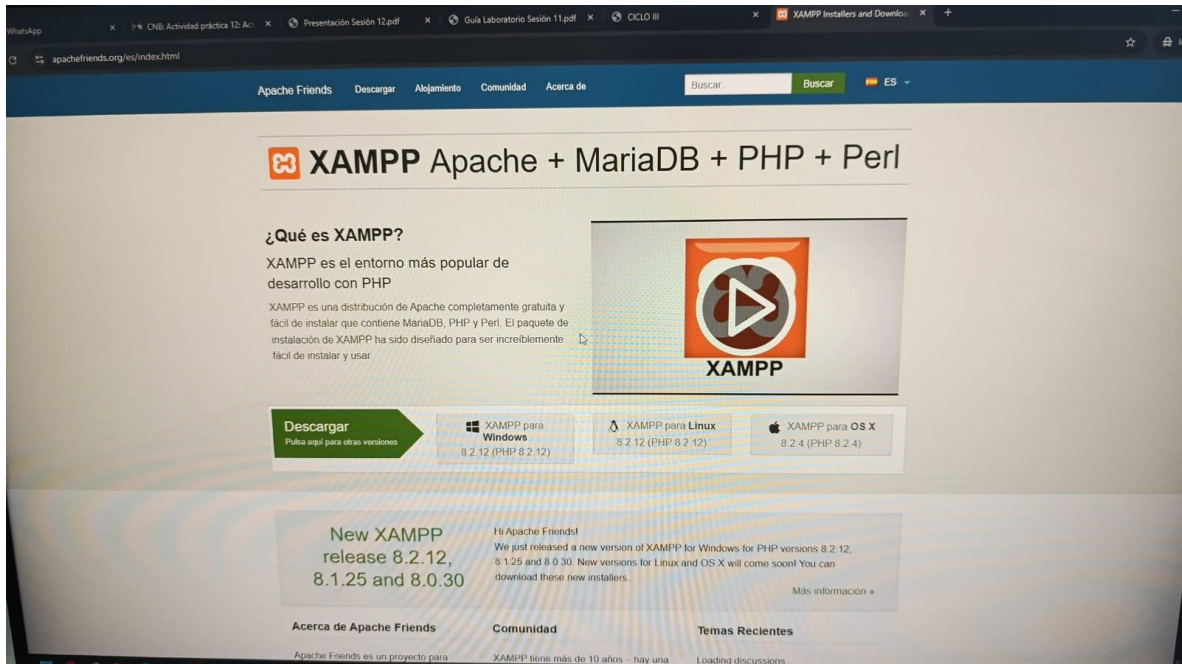 WhatsApp
CNB: Actividad práctica 12: Ac
Presentación Sesión 12.pdf
Guía Laboratorio Sesión 11.pdf
CICLO III
XAMPP Installers and Downloa
apachefriends.org/es/index.html
Apache Friends Descargar Alojamiento Comunidad Acerca de Buscar... Buscar ES
XAMPP Apache + MariaDB + PHP + Perl
¿Qué es XAMPP?
XAMPP es el entorno más popular de
desarrollo con PHP
XAMPP es una distribución de Apache completamente gratuita y
fácil de instalar que contiene MariaDB, PHP y Perl. El paquete de
instalación de XAMPP ha sido diseñado para ser increíblemente
fácil de instalar y usar
XAMPP
Descargar
Pulsa aquí para otras versiones
XAMPP para
Windows
8.2.12 (PHP 8.2.12)
XAMPP para Linux
8.2.12 (PHP 8.2.12)
XAMPP para OS X
8.2.4 (PHP 8.2.4)
New XAMPP
release 8.2.12,
8.1.25 and 8.0.30
Hi Apache Friends!
We just released a new version of XAMPP for Windows for PHP versions 8.2.12,
8.1.25 and 8.0.30. New versions for Linux and OS X will come soon! You can
download these new installers
Más información »
Acerca de Apache Friends
Apache Friends es un proyecto para
Comunidad
XAMPP tiene más de 10 años – hay una
Temas Recientes
Loading discussions